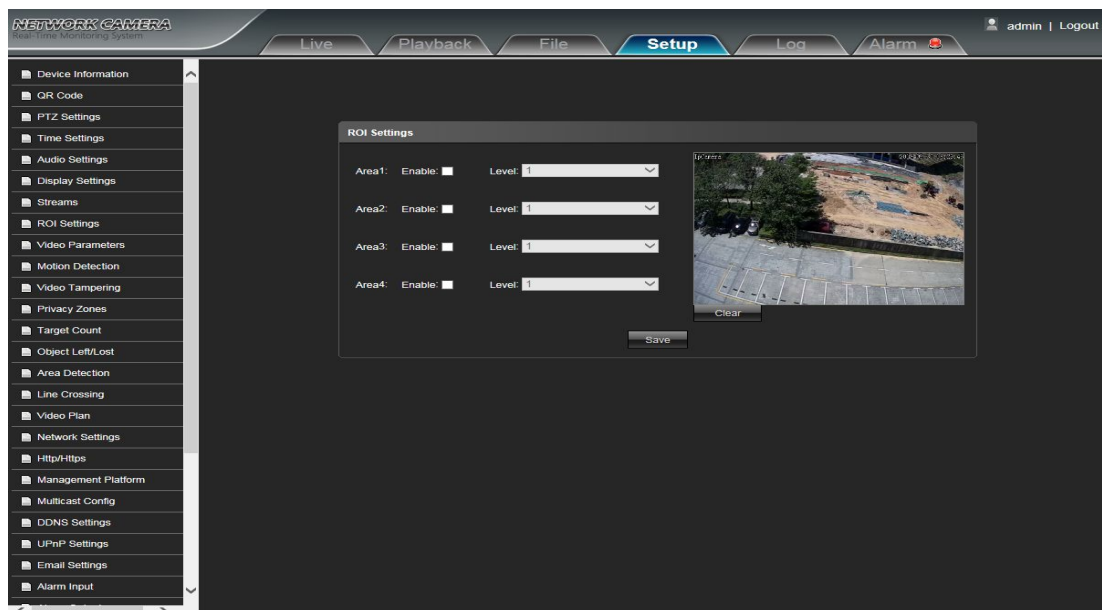 NETWORK CAMERA
Real-Time Monitoring System
Live
Playback
File
Setup
Log
Alarm
admin | Logout
Device Information
QR Code
PTZ Settings
Time Settings
Audio Settings
Display Settings
Streams
ROI Settings
Video Parameters
Motion Detection
Video Tampering
Privacy Zones
Target Count
Object Left/Lost
Area Detection
Line Crossing
Video Plan
Network Settings
Http/Https
Management Platform
Multicast Config
DDNS Settings
UPnP Settings
Email Settings
Alarm Input
ROI Settings
Area1: Enable: Level: 1
Area2: Enable: Level: 1
Area3: Enable: Level: 1
Area4: Enable: Level: 1
Clear
Save